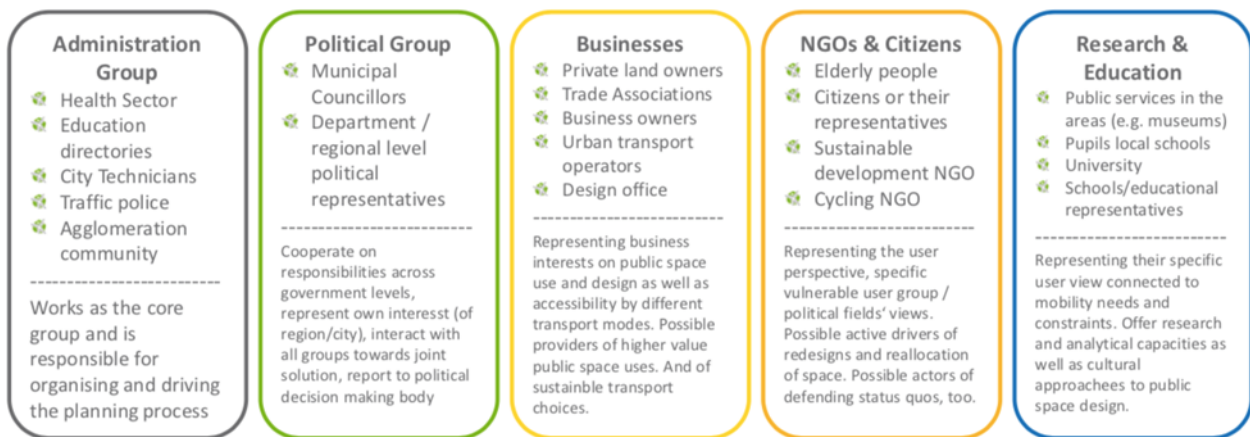 Administration
Group
Health Sector
Education
directories
City Technicians
Traffic police
Agglomeration
community
-------------------------
Works as the core
group and is
responsible for
organising and driving
the planning process
Political Group
Municipal
Councillors
Department /
regional level
political
representatives
-------------------------
Cooperate on
responsibilities across
government levels,
represent own interesst (of
region/city), interact with
all groups towards joint
solution, report to political
decision making body
Businesses
Private land owners
Trade Associations
Business owners
Urban transport
operators
Design office
-------------------------
Representing business
interests on public space
use and design as well as
accessibility by different
transport modes. Possible
providers of higher value
public space uses. And of
sustainble transport
choices.
NGOs & Citizens
Elderly people
Citizens or their
representatives
Sustainable
development NGO
Cycling NGO
-------------------------
Representing the user
perspective, specific
vulnerable user group /
political fields‘ views.
Possible active drivers of
redesigns and reallocation
of space. Possible actors of
defending status quos, too.
Research &
Education
Public services in the
areas (e.g. museums)
Pupils local schools
University
Schools/educational
representatives
-------------------------
Representing their specific
user view connected to
mobility needs and
constraints. Offer research
and analytical capacities as
well as cultural
approachees to public
space design.